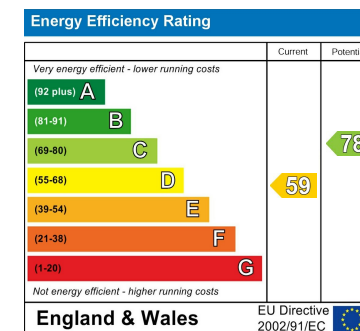 Energy Efficiency Rating
Current
Very energy efficient - lower running costs
(92 plus) A
(81-91) B
(69-80) C
78
(55-68) D
59
(39-54) E
(21-38) F
(1-20) G
Not energy efficient - higher running costs
England & Wales
EU Directive
2002/91/EC